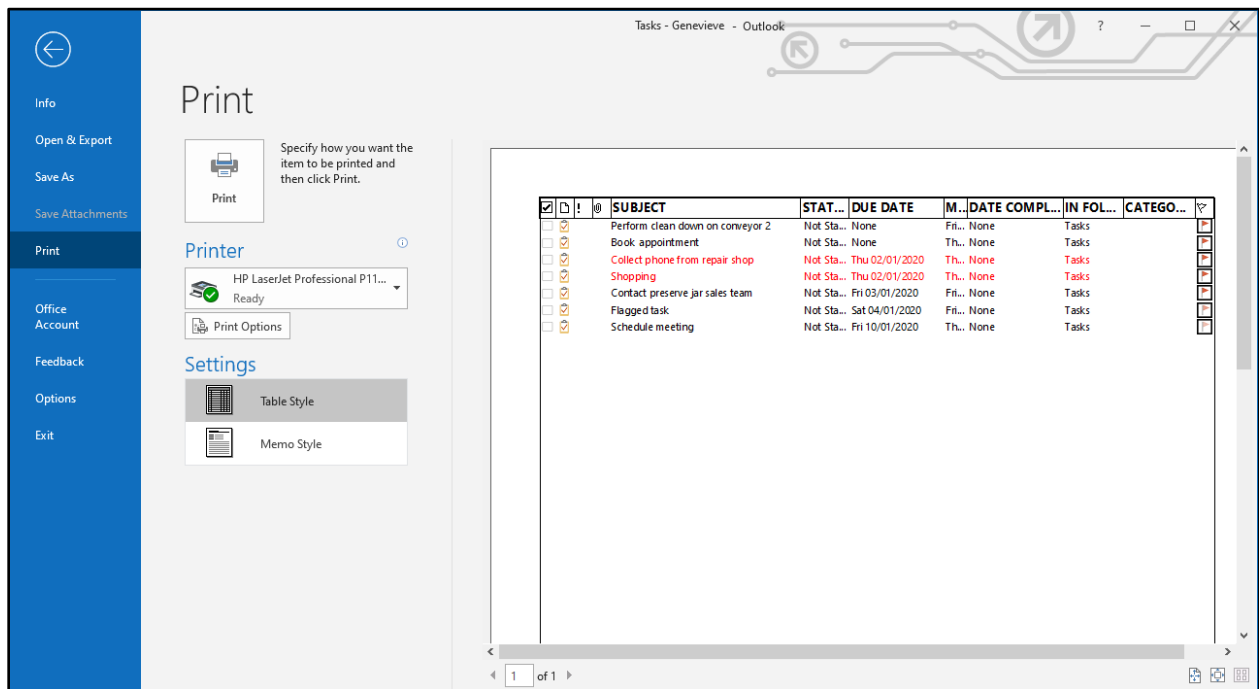 Tasks - Genevieve - Outlook
?
Info
Open & Export
Save As
Save Attachments
Print
Office
Account
Feedback
Options
Exit
Print
Print
Specify how you want the
item to be printed and
then click Print.
Printer
HP LaserJet Professional P11...
Ready
Print Options
Settings
Table Style
Memo Style
! SUBJECT STAT... DUE DATE M... DATE COMPL... IN FOL... CATEGO...
Perform clean down on conveyor 2 Not Sta... None Fri... None Tasks
Book appointment Not Sta... None Th... None Tasks
Collect phone from repair shop Not Sta... Thu 02/01/2020 Th... None Tasks
Shopping Not Sta... Thu 02/01/2020 Th... None Tasks
Contact preserve jar sales team Not Sta... Fri 03/01/2020 Fri... None Tasks
Flagged task Not Sta... Sat 04/01/2020 Fri... None Tasks
Schedule meeting Not Sta... Fri 10/01/2020 Th... None Tasks
1 of 1